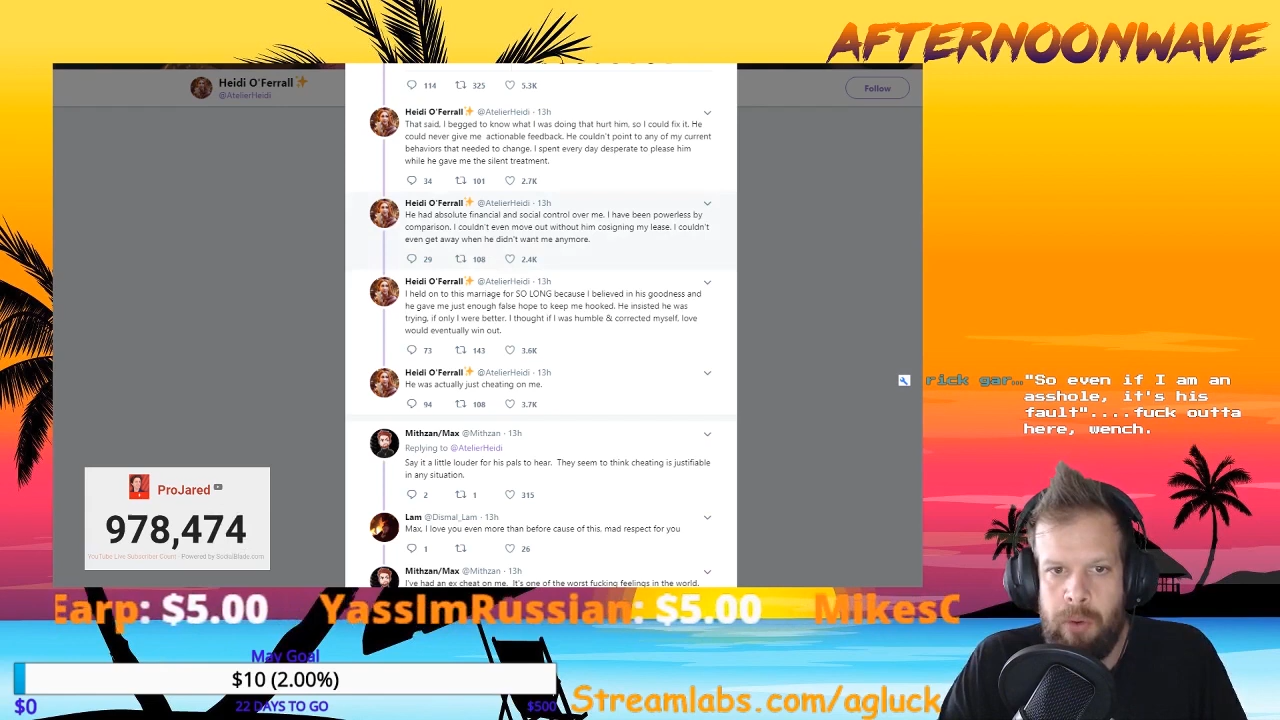 AFTERNOONWAVE
Heidi O'Ferrall✨
@AtelierHeidi
Follow
114 325 5.3K
Heidi O'Ferrall✨ @AtelierHeidi · 13h
That said, I begged to know what I was doing that hurt him, so I could fix it. He
could never give me actionable feedback. He couldn't point to any of my current
behaviors that needed to change. I spent every day desperate to please him
while he gave me the silent treatment.
34 101 2.7K
Heidi O'Ferrall✨ @AtelierHeidi · 13h
He had absolute financial and social control over me. I have been powerless by
comparison. I couldn't even move out without him cosigning my lease. I couldn't
even get away when he didn't want me anymore.
29 108 2.4K
Heidi O'Ferrall✨ @AtelierHeidi · 13h
I held on to this marriage for SO LONG because I believed in his goodness and
he gave me just enough false hope to keep me hooked. He insisted he was
trying, if only I were better. I thought if I was humble & corrected myself, love
would eventually win out.
73 143 3.6K
Heidi O'Ferrall✨ @AtelierHeidi · 13h
He was actually just cheating on me.
94 108 3.7K
Mithzan/Max @Mithzan · 13h
Replying to @AtelierHeidi
Say it a little louder for his pals to hear. They seem to think cheating is justifiable
in any situation.
2 1 315
Lam @Dismal_Lam · 13h
Max, I love you even more than before cause of this, mad respect for you
1 26
Mithzan/Max @Mithzan · 13h
I've had an ex cheat on me. It's one of the worst fucking feelings in the world.
rick gar… "So even if I am an
asshole, it's his
fault"....fuck outta
here, wench.
ProJared
978,474
YouTube Live Subscriber Count - Powered by SocialBlade.com
Earp: $5.00 YassImRussian: $5.00 MikesC
May Goal
$10 (2.00%)
$0 22 DAYS TO GO $500
Streamlabs.com/agluck